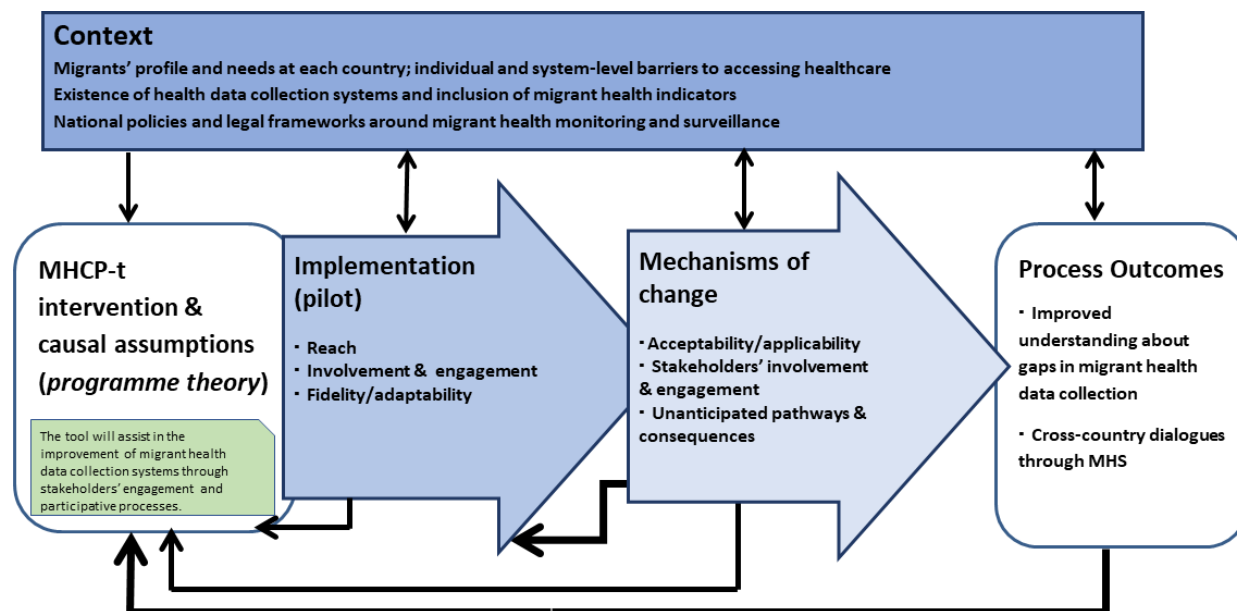 Context
Migrants’ profile and needs at each country; individual and system-level barriers to accessing healthcare
Existence of health data collection systems and inclusion of migrant health indicators
National policies and legal frameworks around migrant health monitoring and surveillance
MHCP-t
intervention &
causal assumptions
(programme theory)
The tool will assist in the
improvement of migrant health
data collection systems through
stakeholders’ engagement and
participative processes.
Implementation
(pilot)
· Reach
· Involvement & engagement
· Fidelity/adaptability
Mechanisms of
change
·Acceptability/applicability
· Stakeholders’ involvement
& engagement
· Unanticipated pathways &
consequences
Process Outcomes
· Improved
understanding about
gaps in migrant health
data collection
· Cross-country dialogues
through MHS